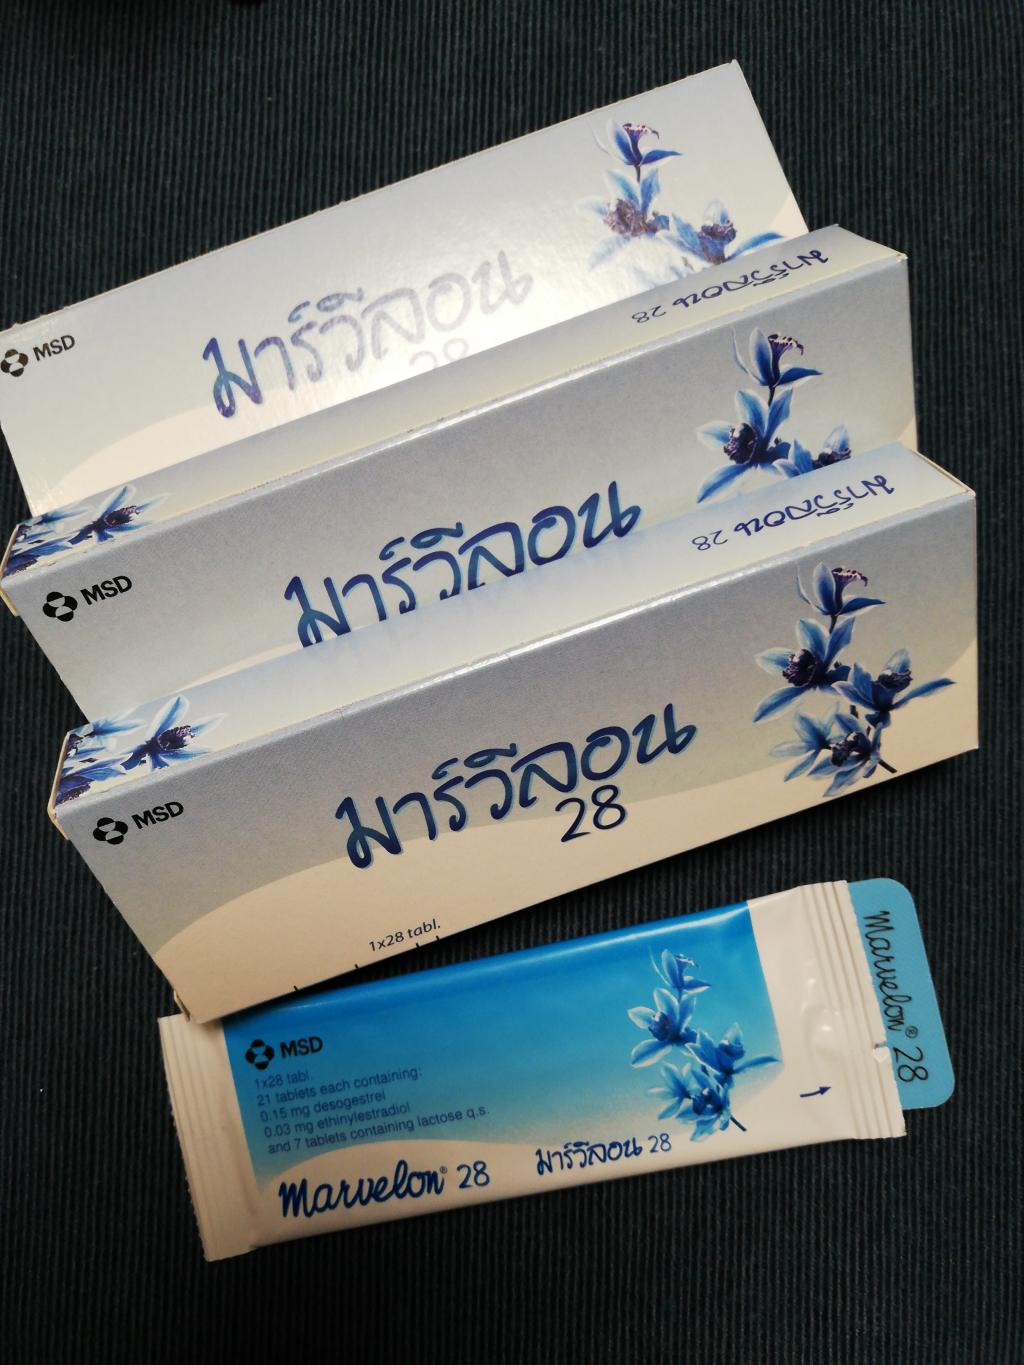 MSD
มาร์วีลอน
28
มาร์วีลอน 28
MSD
มาร์วีลอน
มาร์วีลอน 28
MSD
มาร์วีลอน
28
1x28 tabl.
MSD
1x28 tabl.
21 tablets each containing:
0.15 mg desogestrel
0.03 mg ethinylestradiol
and 7 tablets containing lactose q.s.
marvelon® 28
มาร์วีลอน 28
marvelon® 28